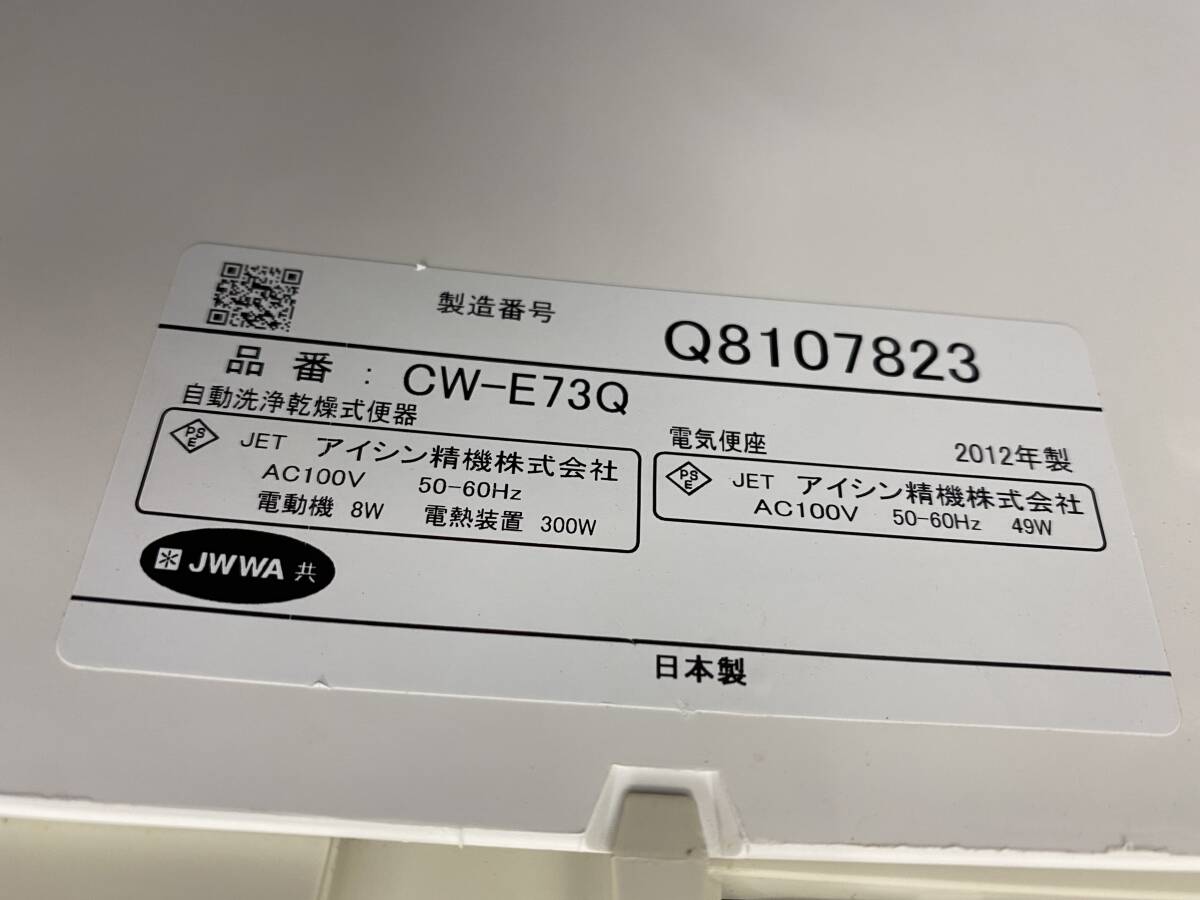 製造番号 Q8107823
品番 : CW-E73Q
自動洗浄乾燥式便器
PSE JET アイシン精機株式会社
AC100V 50-60Hz
電動機 8W 電熱装置 300W
電気便座 2012年製
PSE JET アイシン精機株式会社
AC100V 50-60Hz 49W
JWWA 共
日本製